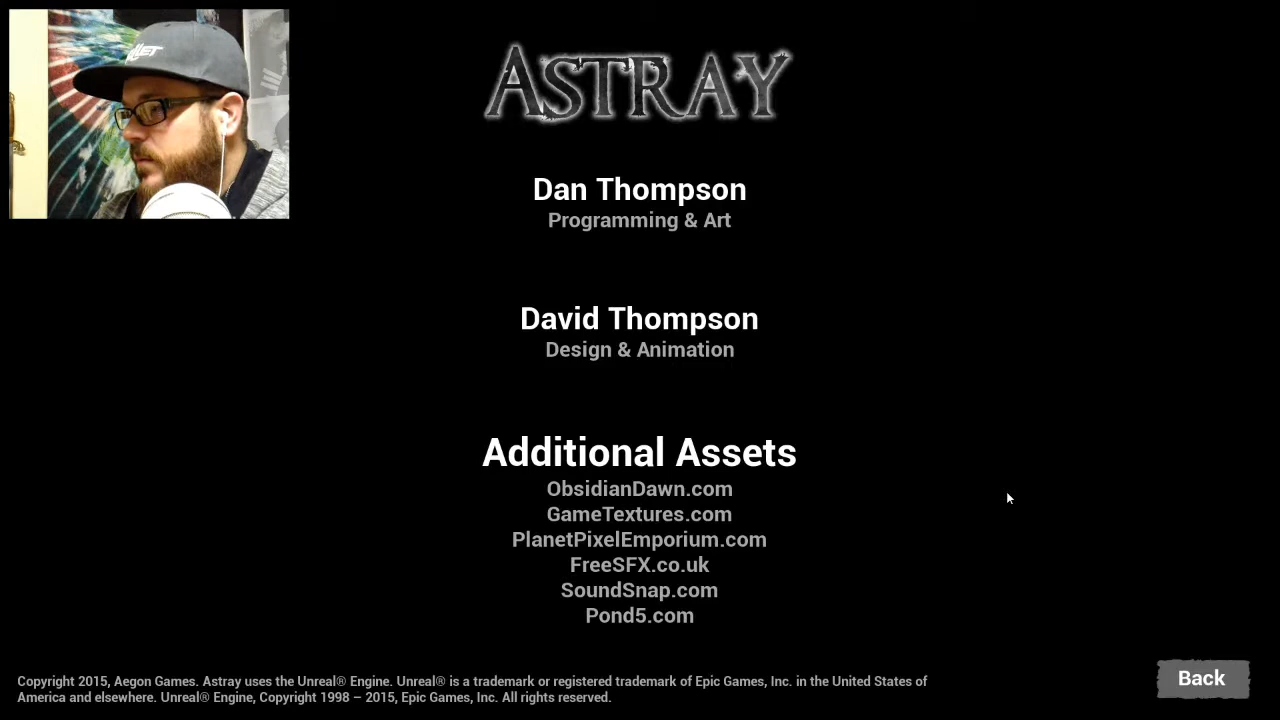 ASTRAY
Dan Thompson
Programming & Art
David Thompson
Design & Animation
Additional Assets
ObsidianDawn.com
GameTextures.com
PlanetPixelEmporium.com
FreeSFX.co.uk
SoundSnap.com
Pond5.com
Copyright 2015, Aegon Games. Astray uses the Unreal® Engine. Unreal® is a trademark or registered trademark of Epic Games, Inc. in the United States of
America and elsewhere. Unreal® Engine, Copyright 1998 – 2015, Epic Games, Inc. All rights reserved.
Back